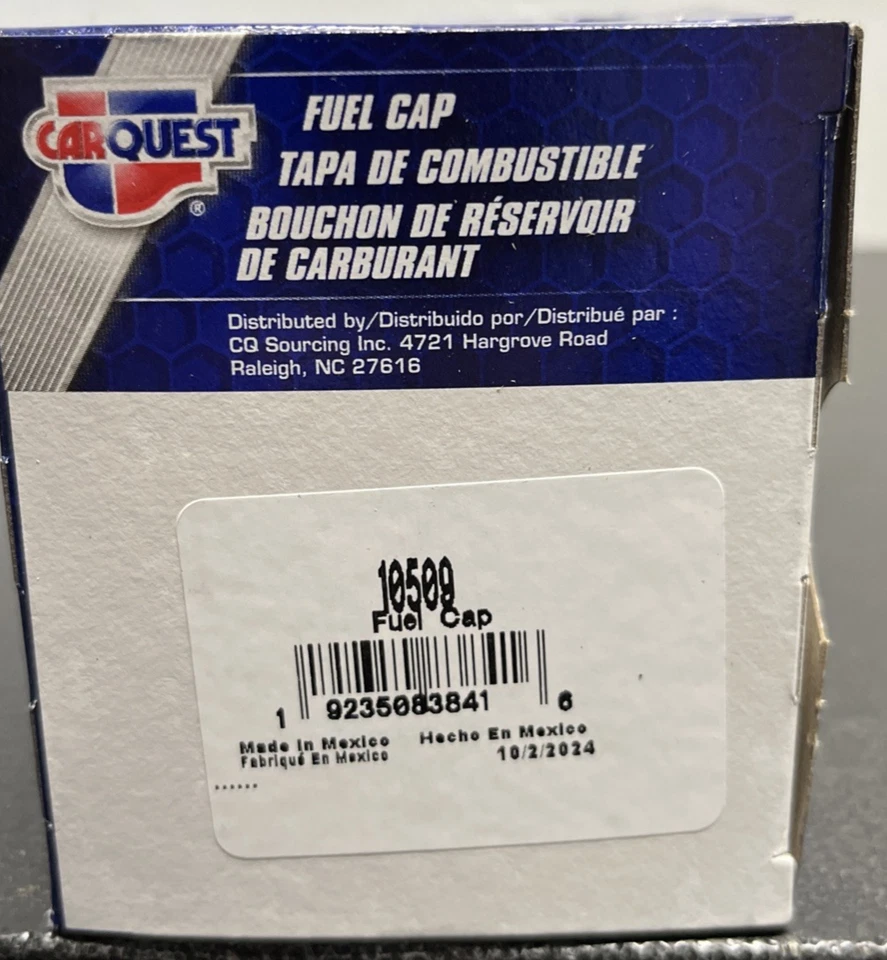 CARQUEST
®
FUEL CAP
TAPA DE COMBUSTIBLE
BOUCHON DE RÉSERVOIR
DE CARBURANT
Distributed by/Distribuido por/Distribué par :
CQ Sourcing Inc. 4721 Hargrove Road
Raleigh, NC 27616
10509
Fuel Cap
1 9235083841 6
Made In Mexico Hecho En Mexico
Fabriqué En Mexico 10/2/2024